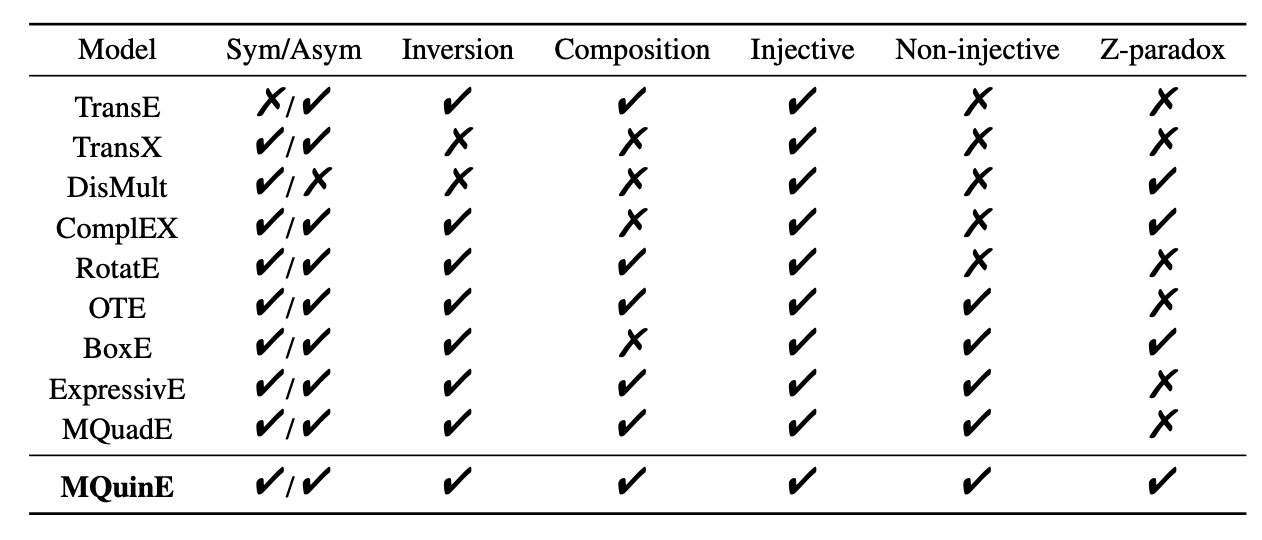 Model Sym/Asym Inversion Composition Injective Non-injective Z-paradox
TransE ✗/✓ ✓ ✓ ✓ ✗ ✗
TransX ✓/✓ ✗ ✗ ✓ ✗ ✗
DisMult ✓/✗ ✗ ✗ ✓ ✗ ✓
ComplEX ✓/✓ ✓ ✗ ✓ ✗ ✓
RotatE ✓/✓ ✓ ✓ ✓ ✗ ✗
OTE ✓/✓ ✓ ✓ ✓ ✓ ✗
BoxE ✓/✓ ✓ ✗ ✓ ✓ ✓
ExpressivE ✓/✓ ✓ ✓ ✓ ✓ ✗
MQuadE ✓/✓ ✓ ✓ ✓ ✓ ✗
MQuinE ✓/✓ ✓ ✓ ✓ ✓ ✓